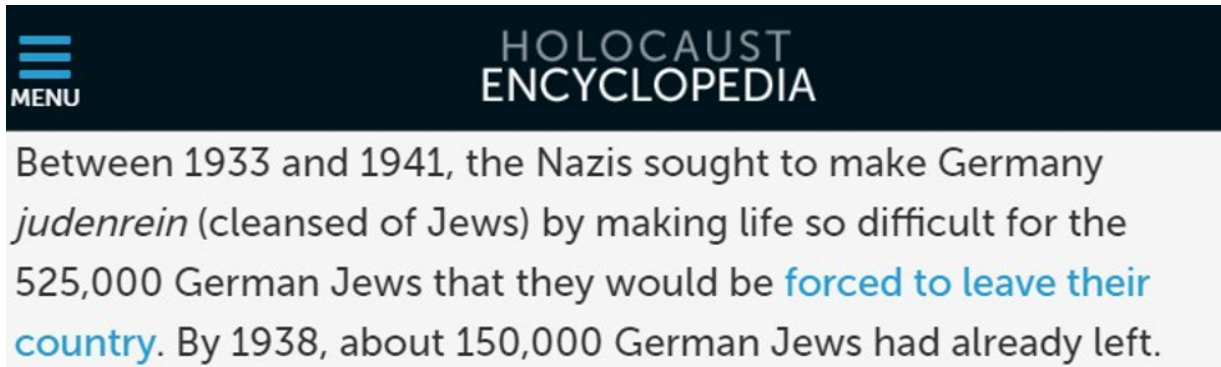 MENU
HOLOCAUST
ENCYCLOPEDIA
Between 1933 and 1941, the Nazis sought to make Germany
judenrein (cleansed of Jews) by making life so difficult for the
525,000 German Jews that they would be forced to leave their
country. By 1938, about 150,000 German Jews had already left.